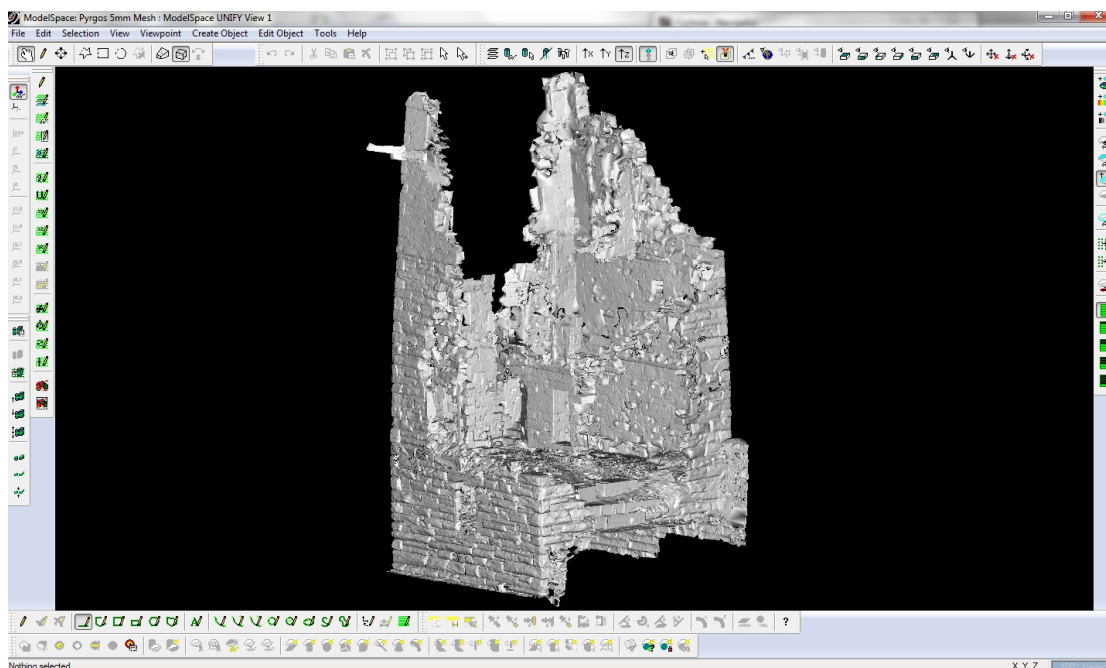 ModelSpace: Pyrgos 5mm Mesh : ModelSpace UNIFY View 1
File Edit Selection View Viewpoint Create Object Edit Object Tools Help
Nothing selected
X Y Z